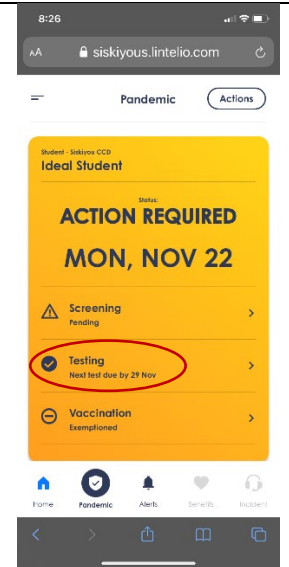 8:26
AA siskiyous.lintelio.com
Pandemic Actions
Student - Siskiyou CCD
Ideal Student
Status:
ACTION REQUIRED
MON, NOV 22
Screening
Pending
Testing
Next test due by 29 Nov
Vaccination
Exemptioned
Home Pandemic Alerts Benefits Incident